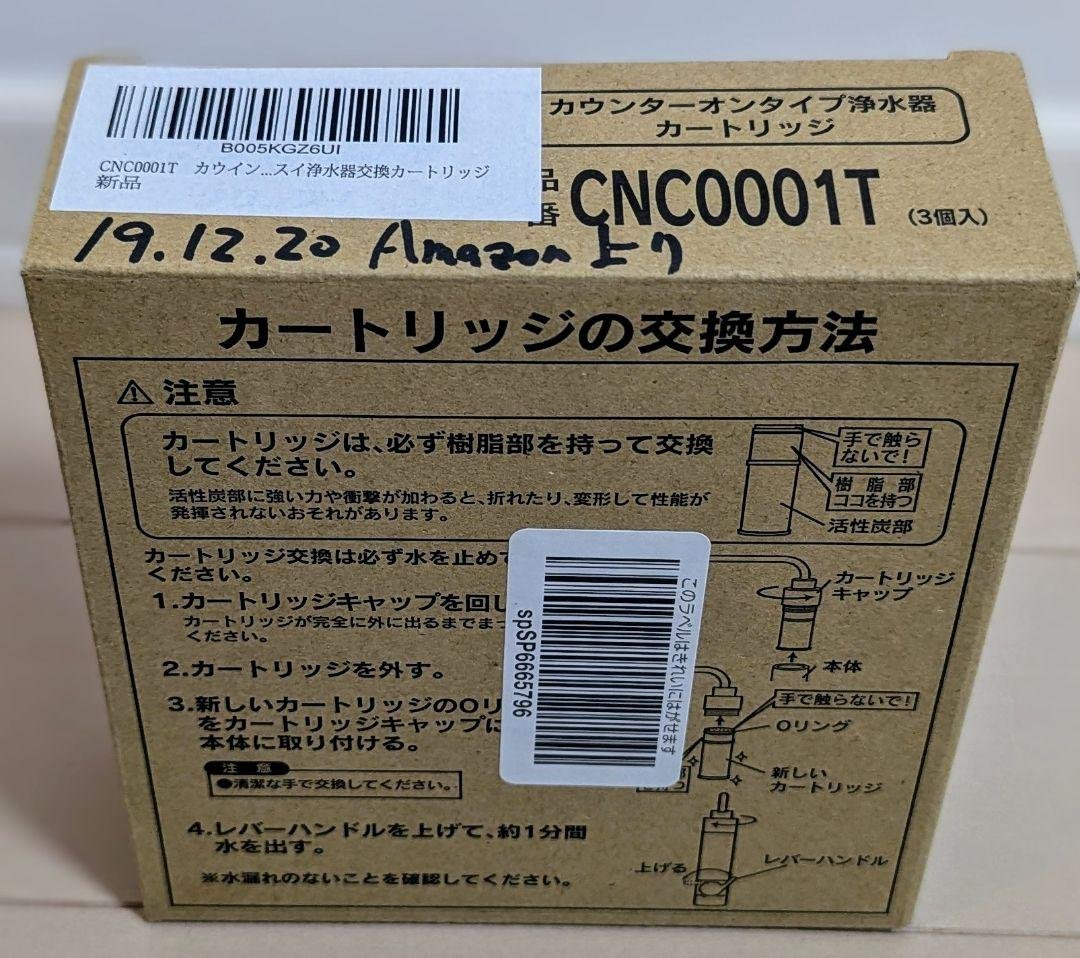 B005KGZ6UI
CNC0001T カウイン...スイ浄水器交換カートリッジ
新品
カウンターオンタイプ浄水器
カートリッジ
品番 CNC0001T (3個入)
19.12.20 Amazonより
カートリッジの交換方法
⚠ 注意
カートリッジは、必ず樹脂部を持って交換
してください。
活性炭部に強い力や衝撃が加わると、折れたり、変形して性能が
発揮されないおそれがあります。
手で触ら
ないで!
樹脂部
ココを持つ
活性炭部
カートリッジ交換は必ず水を止めて
ください。
1.カートリッジキャップを回し
カートリッジが完全に外に出るまでまっ
ください。
2.カートリッジを外す。
3.新しいカートリッジのOリ
をカートリッジキャップに
本体に取り付ける。
注意
●清潔な手で交換してください。
4.レバーハンドルを上げて、約1分間
水を出す。
※水漏れのないことを確認してください。
spSP6665796
このラベルはきれいにはがせます
カートリッジ
キャップ
本体
手で触らないで!
Oリング
新しい
カートリッジ
上げる
レバーハンドル